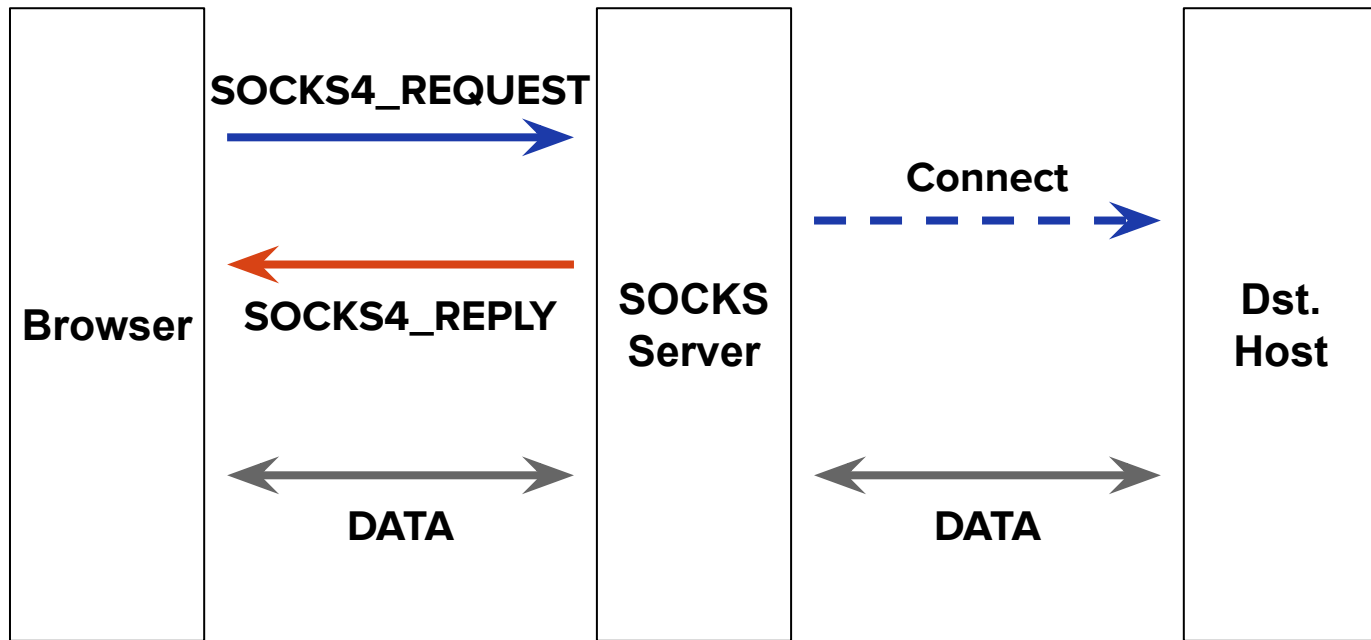 SOCKS4_REQUEST
Connect
Browser
SOCKS4_REPLY
SOCKS
Server
Dst.
Host
DATA
DATA